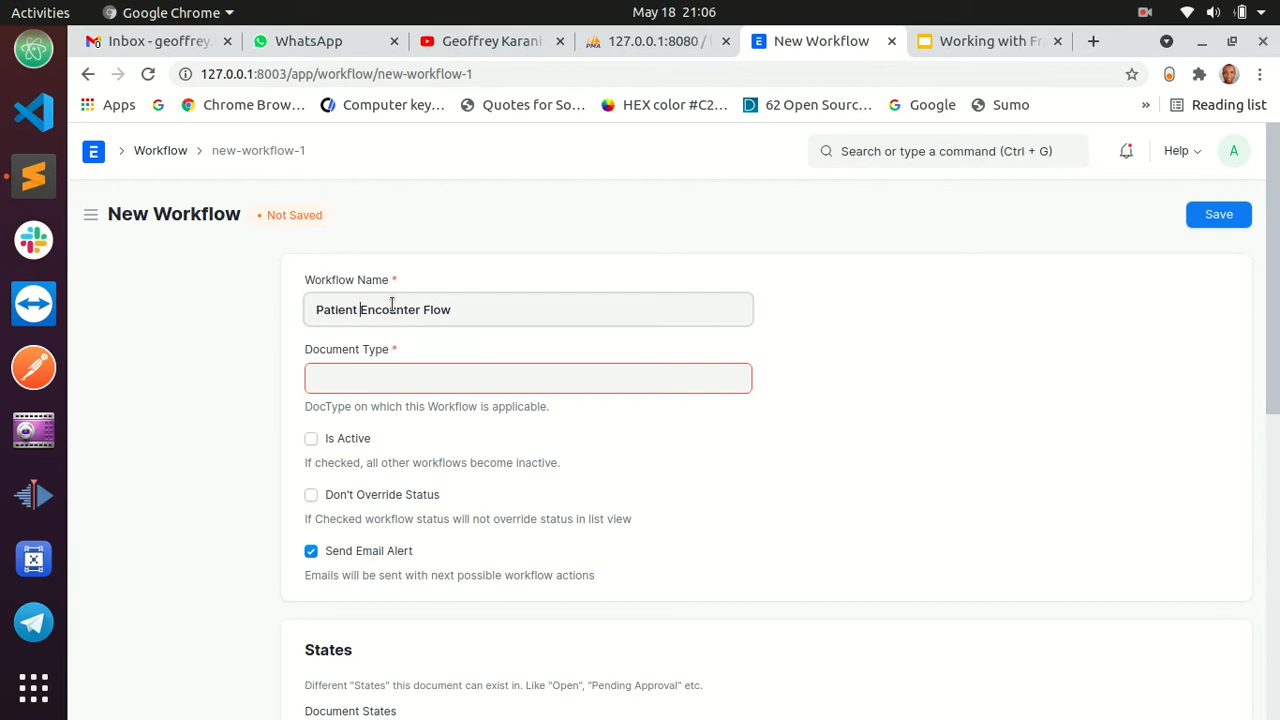 Activities
Google Chrome
May 18 21:06
Inbox - geoffrey.
WhatsApp
Geoffrey Karani
127.0.0.1:8080 / l
New Workflow
Working with Fr
127.0.0.1:8003/app/workflow/new-workflow-1
Apps
Chrome Brow...
Computer key...
Quotes for So...
HEX color #C2...
62 Open Sourc...
Google
Sumo
»
Reading list
E
Workflow
new-workflow-1
Search or type a command (Ctrl + G)
Help
A
New Workflow
• Not Saved
Save
Workflow Name *
Patient Encounter Flow
Document Type *
DocType on which this Workflow is applicable.
Is Active
If checked, all other workflows become inactive.
Don't Override Status
If Checked workflow status will not override status in list view
Send Email Alert
Emails will be sent with next possible workflow actions
States
Different "States" this document can exist in. Like "Open", "Pending Approval" etc.
Document States